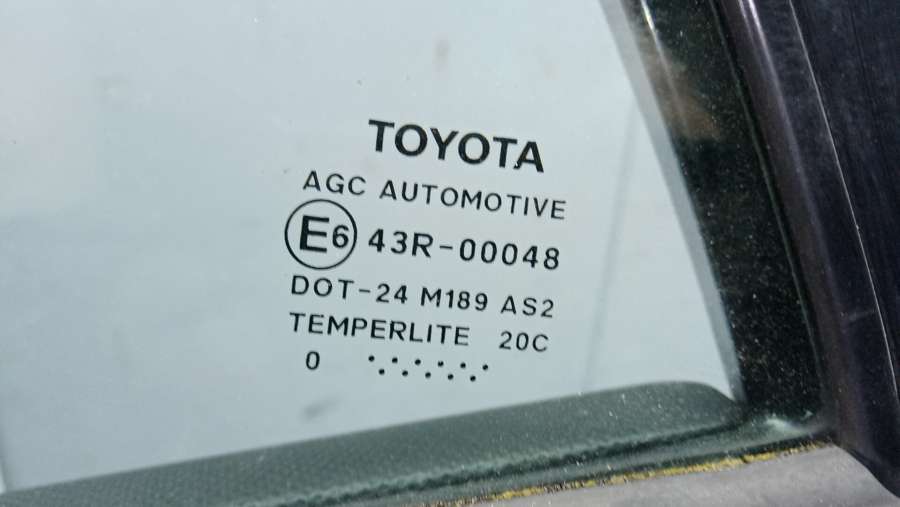 TOYOTA
AGC AUTOMOTIVE
E6 43R-00048
DOT-24 M189 AS2
TEMPERLITE 20C
0